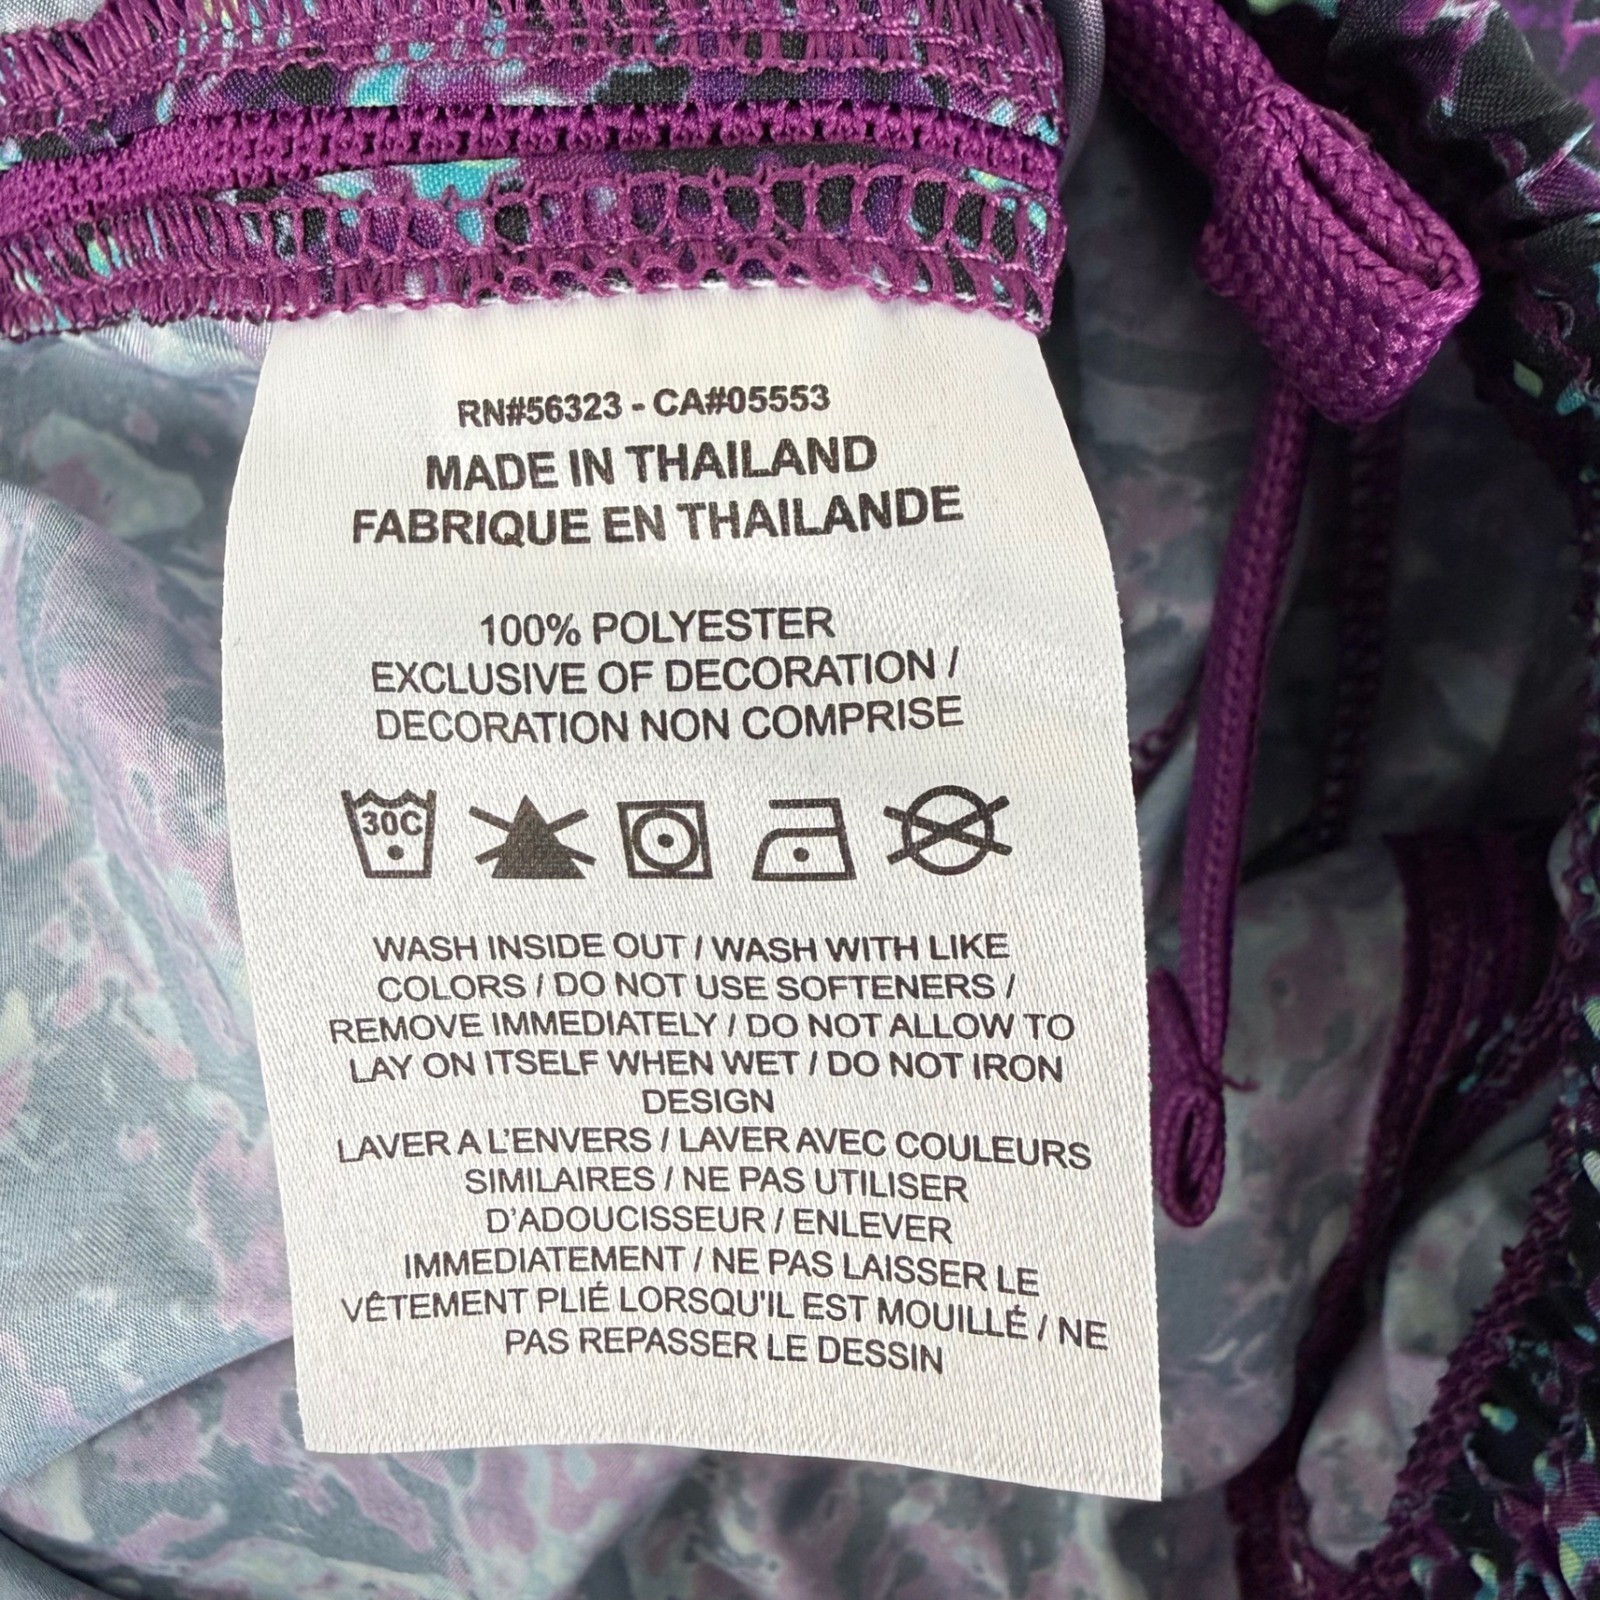 RN#56323 - CA#05553
MADE IN THAILAND
FABRIQUE EN THAILANDE
100% POLYESTER
EXCLUSIVE OF DECORATION /
DECORATION NON COMPRISE
30C
WASH INSIDE OUT / WASH WITH LIKE
COLORS / DO NOT USE SOFTENERS /
REMOVE IMMEDIATELY / DO NOT ALLOW TO
LAY ON ITSELF WHEN WET / DO NOT IRON
DESIGN
LAVER A L'ENVERS / LAVER AVEC COULEURS
SIMILAIRES / NE PAS UTILISER
D'ADOUCISSEUR / ENLEVER
IMMEDIATEMENT / NE PAS LAISSER LE
VÊTEMENT PLIÉ LORSQU'IL EST MOUILLÉ / NE
PAS REPASSER LE DESSIN